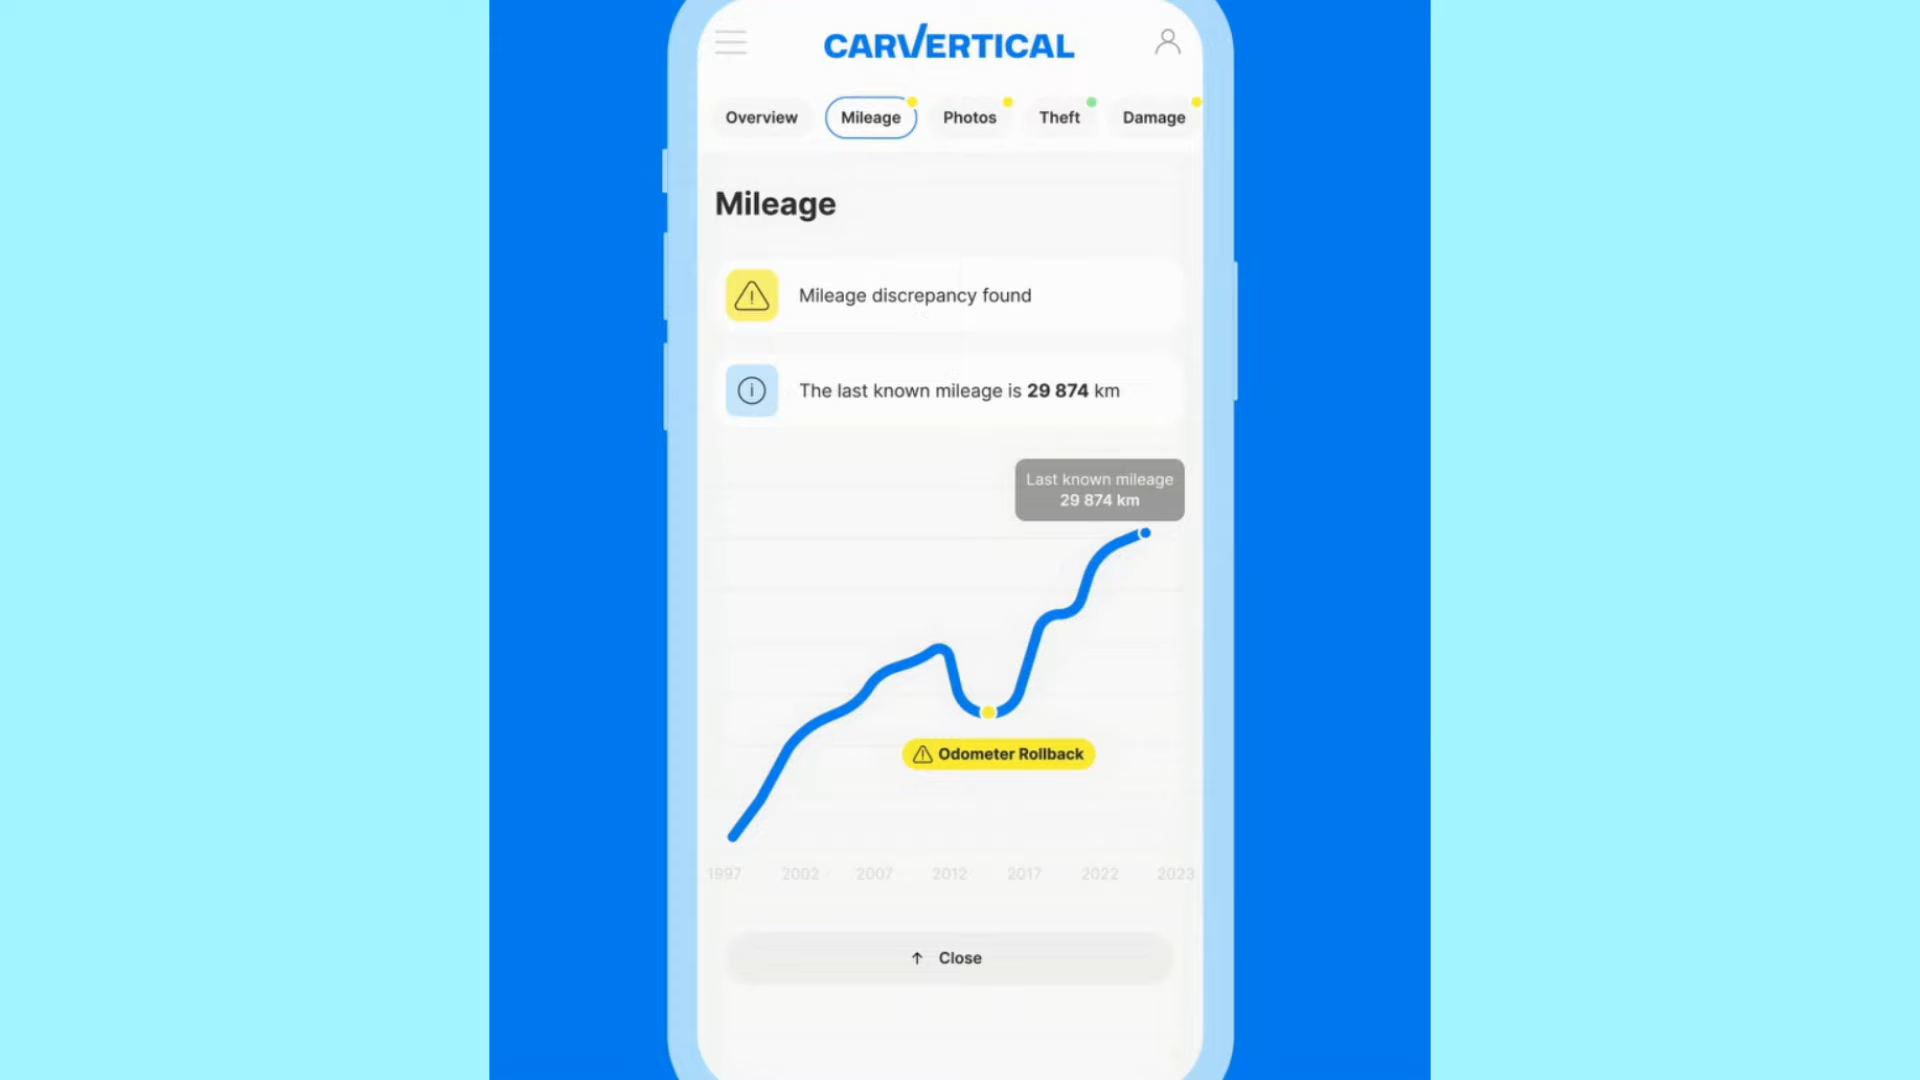 CARVERTICAL
Overview Mileage Photos Theft Damage
Mileage
Mileage discrepancy found
The last known mileage is 29 874 km
Last known mileage
29 874 km
Odometer Rollback
1997 2002 2007 2012 2017 2022 2023
Close